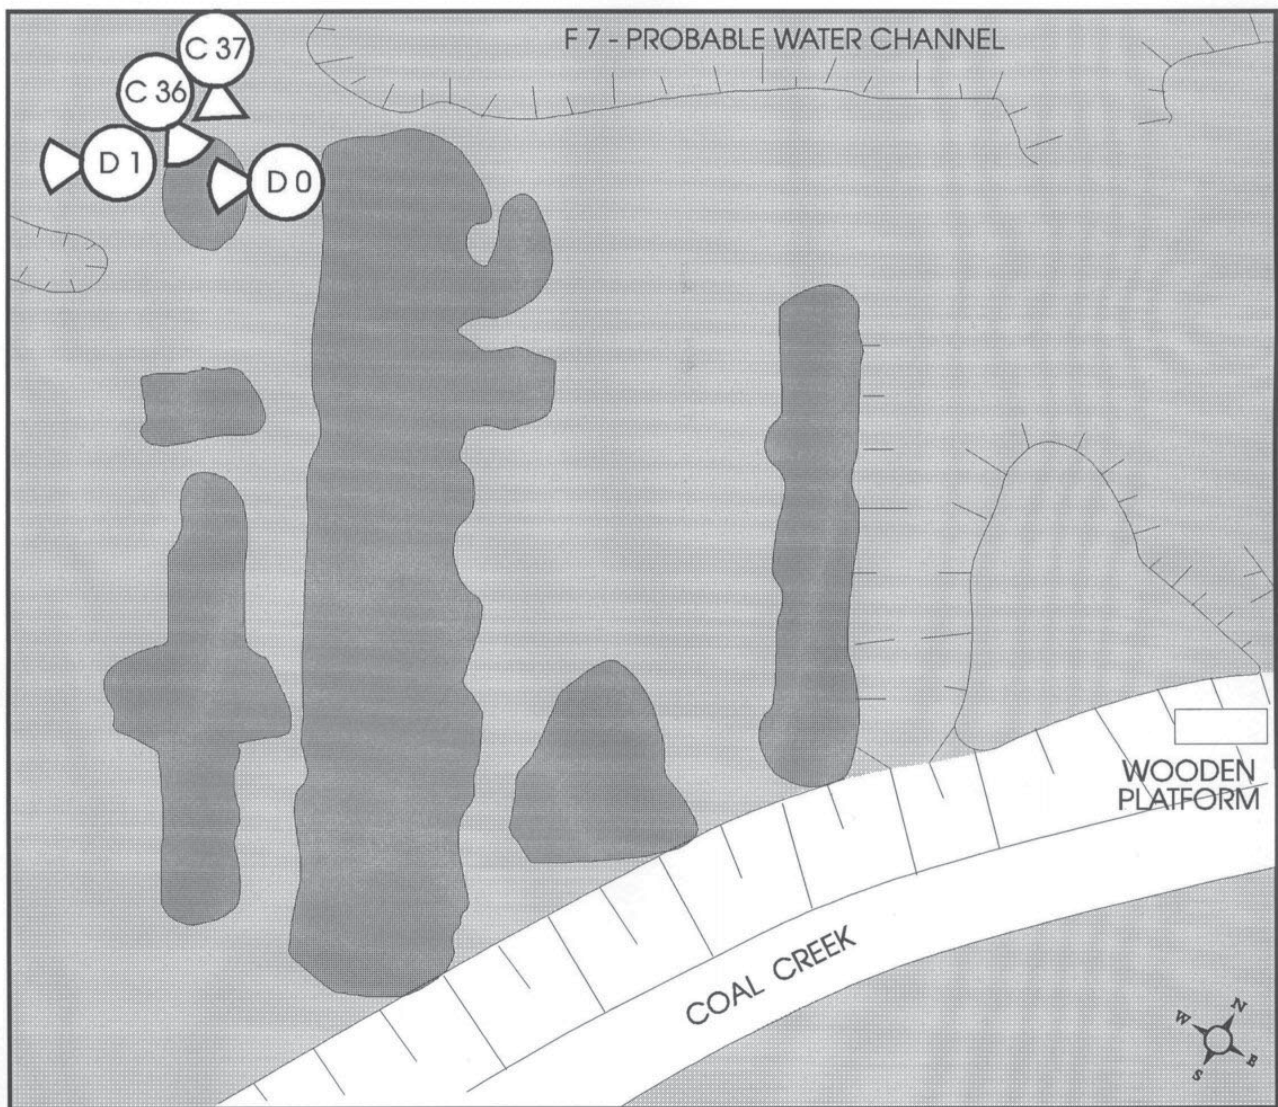 F 7 - PROBABLE WATER CHANNEL
C 37
C 36
D 1
D 0
WOODEN
PLATFORM
COAL CREEK
N
W
E
S